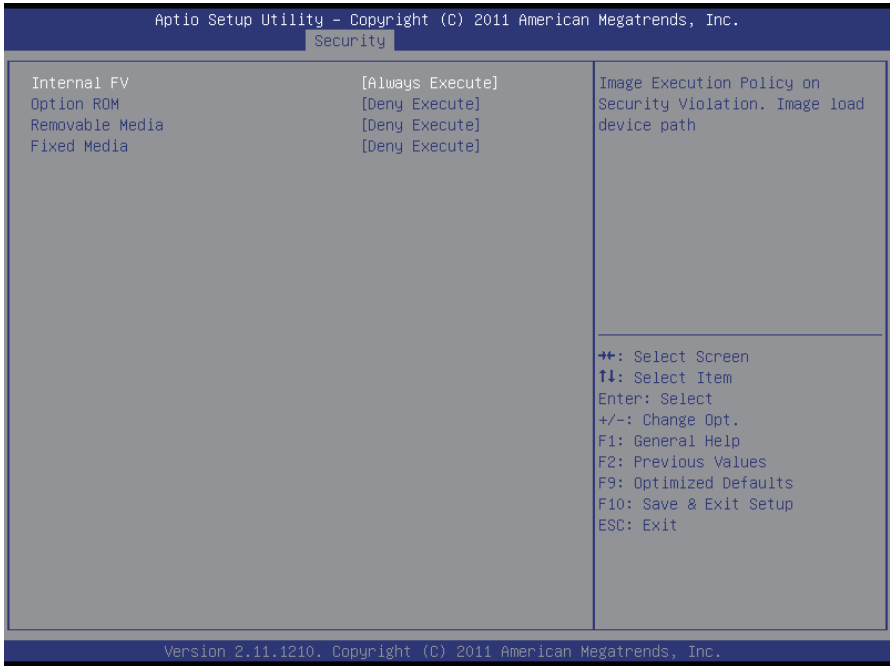 Aptio Setup Utility – Copyright (C) 2011 American Megatrends, Inc.
Security
Internal FV [Always Execute]
Option ROM [Deny Execute]
Removable Media [Deny Execute]
Fixed Media [Deny Execute]
Image Execution Policy on
Security Violation. Image load
device path
→←: Select Screen
↑↓: Select Item
Enter: Select
+/-: Change Opt.
F1: General Help
F2: Previous Values
F9: Optimized Defaults
F10: Save & Exit Setup
ESC: Exit
Version 2.11.1210. Copyright (C) 2011 American Megatrends, Inc.